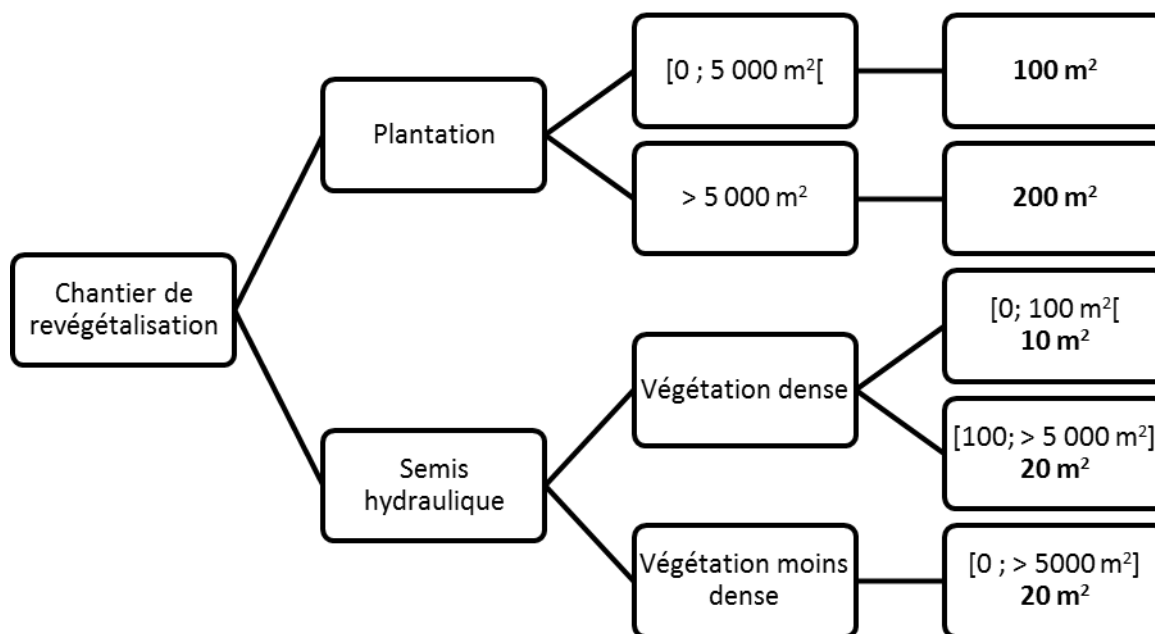 [0 ; 5 000 m²[
100 m²
Plantation
> 5 000 m²
200 m²
Chantier de
revégétalisation
[0; 100 m²[
10 m²
Végétation dense
[100; > 5 000 m²]
20 m²
Semis
hydraulique
Végétation moins
dense
[0 ; > 5000 m²]
20 m²